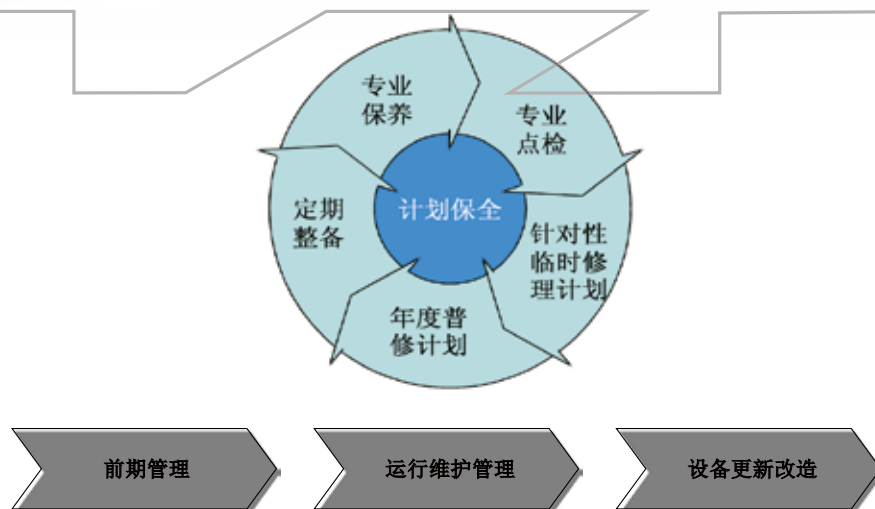 专业
保养
专业
点检
计划保全
定期
整备
针对性
临时修
理计划
年度普
修计划
前期管理
运行维护管理
设备更新改造